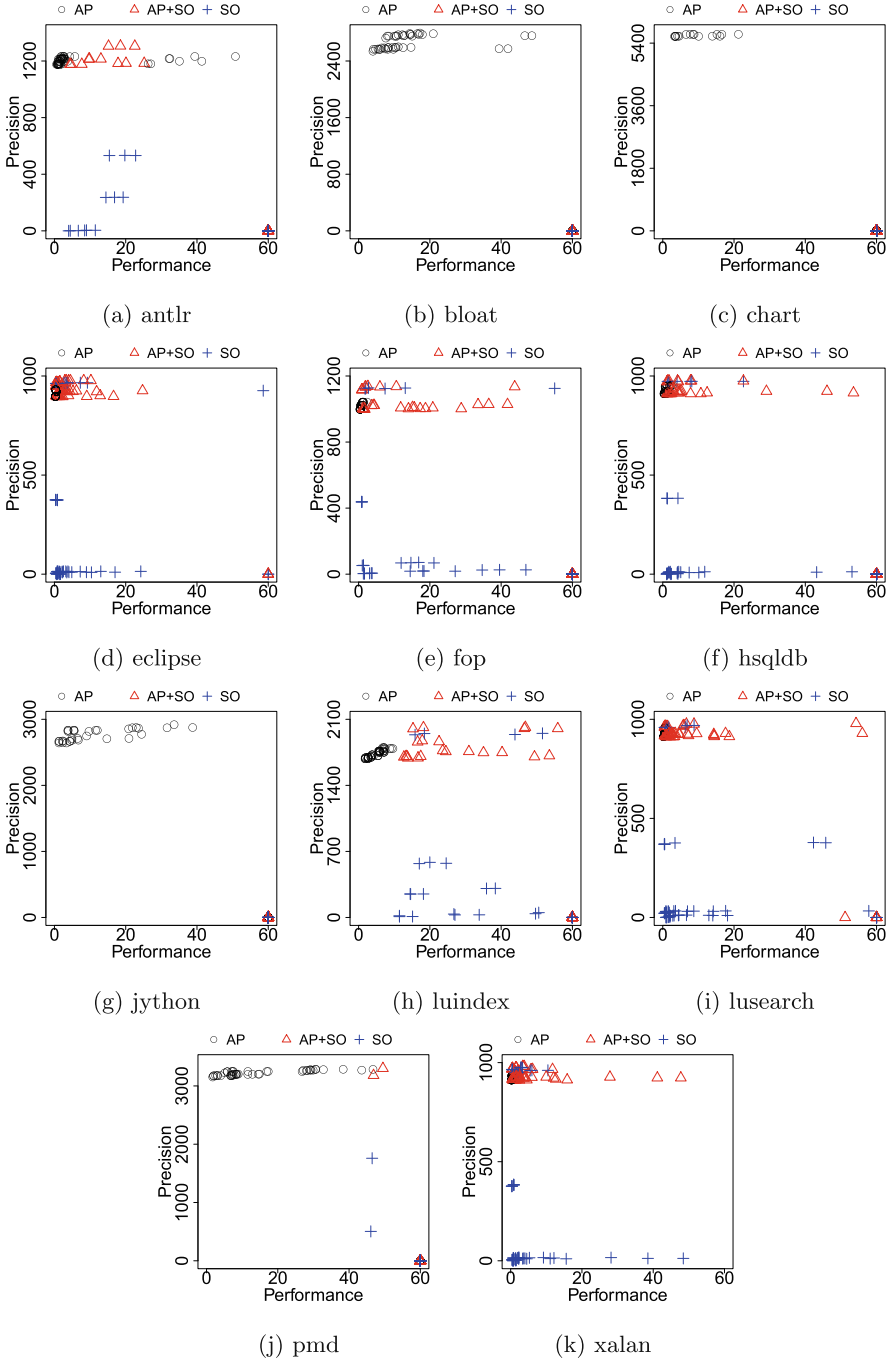 AP AP+SO SO AP AP+SO SO AP AP+SO SO
Precision 0 400 800 1200 Precision 0 800 1600 2400 Precision 0 1800 3600 5400
0 20 40 60 0 20 40 60 0 20 40 60
Performance Performance Performance
(a) antlr (b) bloat (c) chart
AP AP+SO SO AP AP+SO SO AP AP+SO SO
Precision 0 500 1000 Precision 0 400 800 1200 Precision 0 500 1000
0 20 40 60 0 20 40 60 0 20 40 60
Performance Performance Performance
(d) eclipse (e) fop (f) hsqldb
AP AP+SO SO AP AP+SO SO AP AP+SO SO
Precision 0 1000 2000 3000 Precision 0 700 1400 2100 Precision 0 500 1000
0 20 40 60 0 20 40 60 0 20 40 60
Performance Performance Performance
(g) jython (h) luindex (i) lusearch
AP AP+SO SO AP AP+SO SO
Precision 0 1000 2000 3000 Precision 0 500 1000
0 20 40 60 0 20 40 60
Performance Performance
(j) pmd (k) xalan